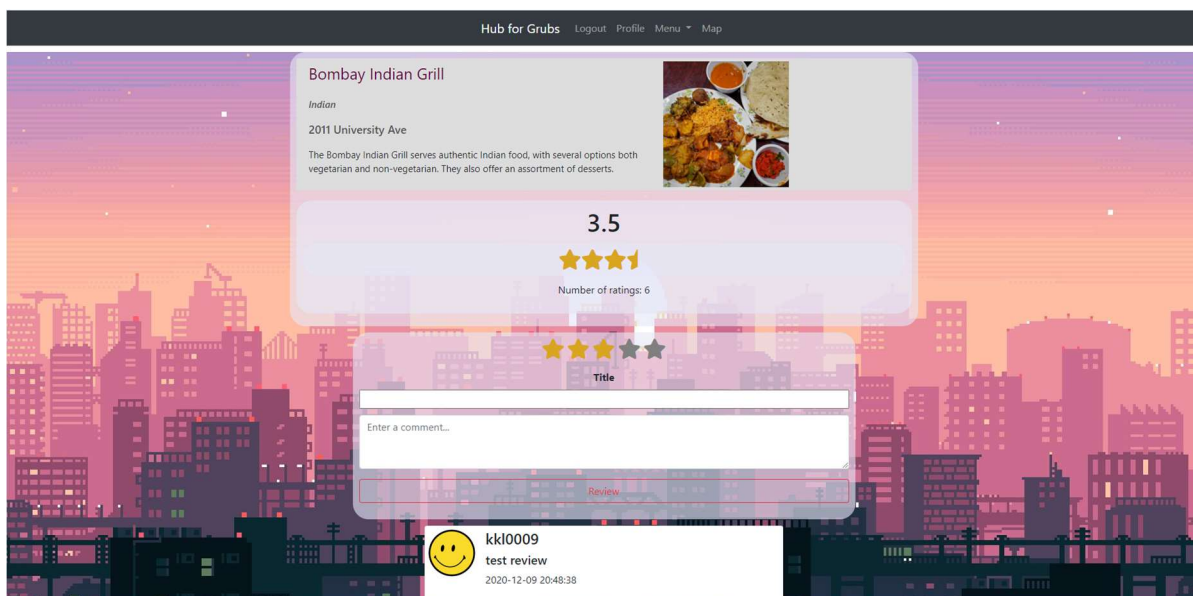 Hub for Grubs Logout Profile Menu Map
Bombay Indian Grill
Indian
2011 University Ave
The Bombay Indian Grill serves authentic Indian food, with several options both
vegetarian and non-vegetarian. They also offer an assortment of desserts.
3.5
Number of ratings: 6
Title
Enter a comment...
Review
kkl0009
test review
2020-12-09 20:48:38